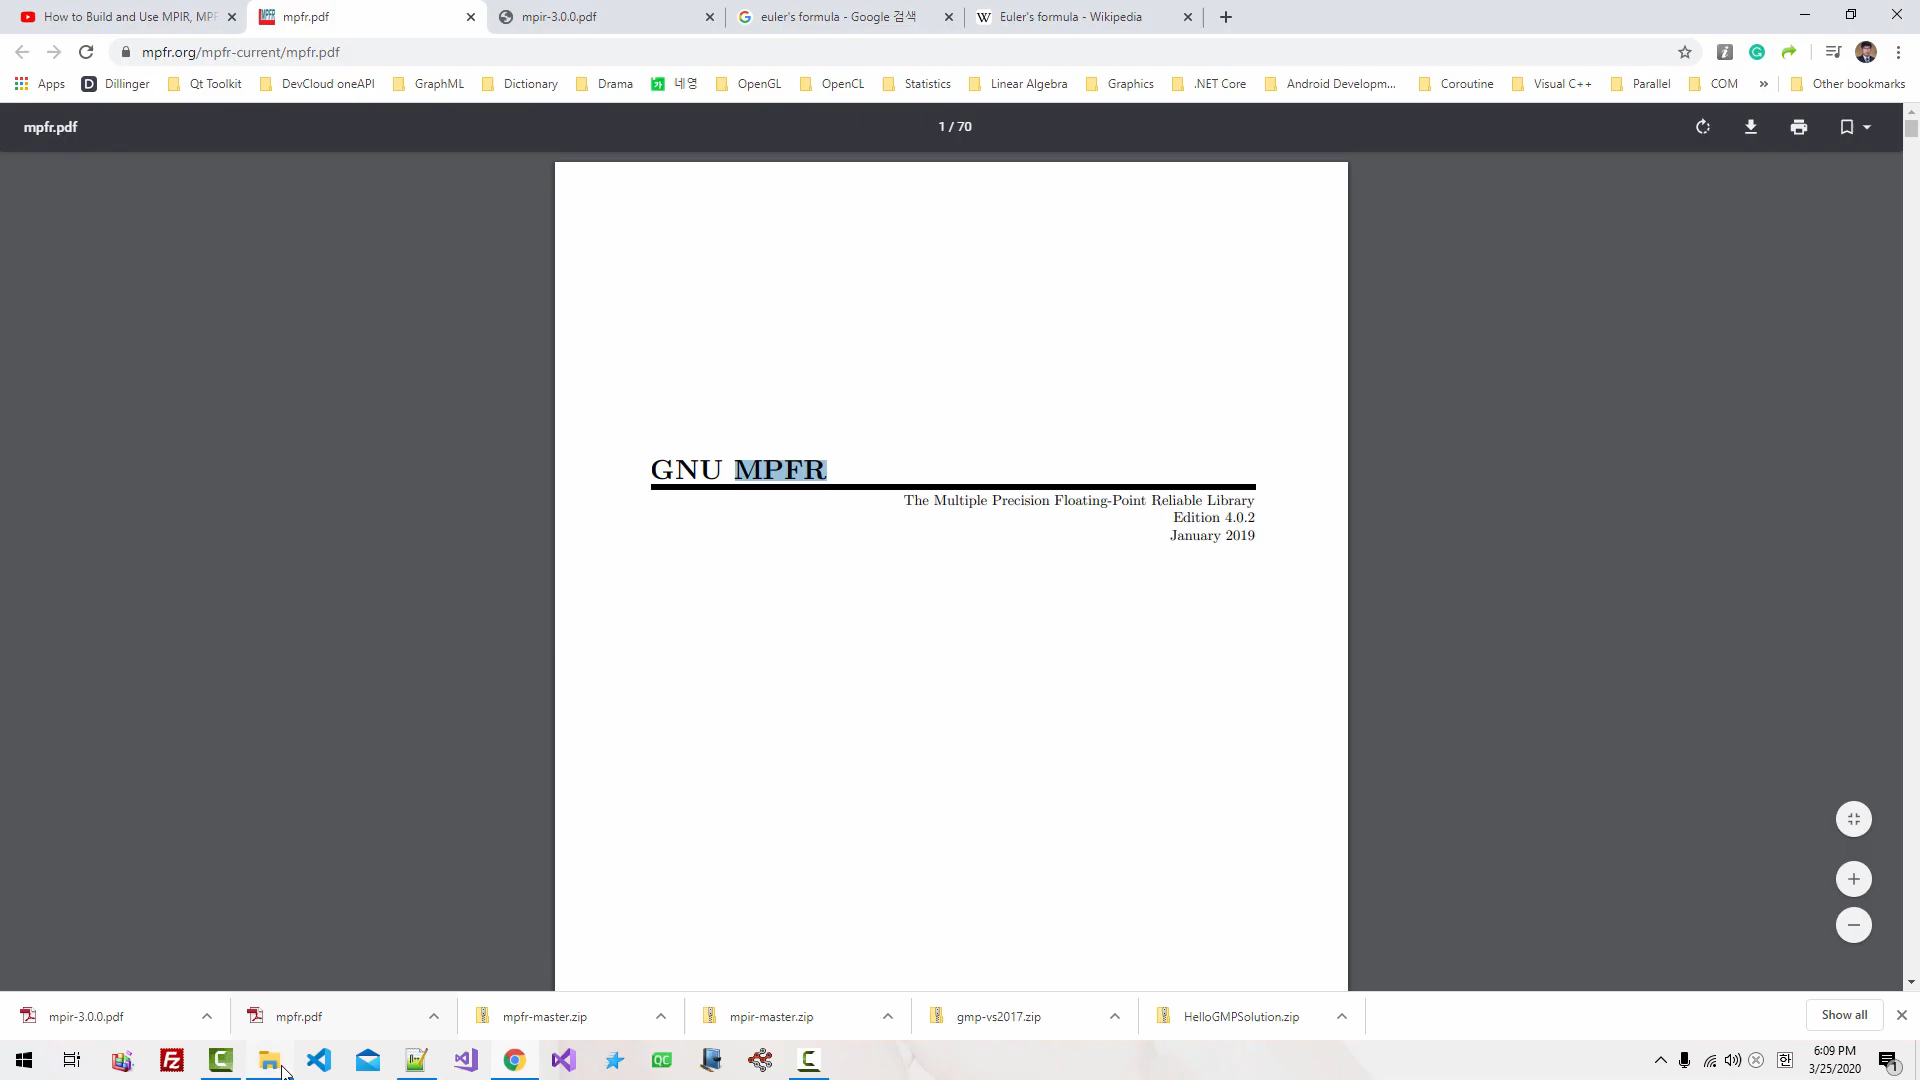 How to Build and Use MPIR, MPF
mpfr.pdf
mpir-3.0.0.pdf
euler's formula - Google 검색
Euler's formula - Wikipedia
mpfr.org/mpfr-current/mpfr.pdf
Apps
Dillinger
Qt Toolkit
DevCloud oneAPI
GraphML
Dictionary
Drama
네영
OpenGL
OpenCL
Statistics
Linear Algebra
Graphics
.NET Core
Android Developm...
Coroutine
Visual C++
Parallel
COM
»
Other bookmarks
mpfr.pdf
1 / 70
GNU MPFR
The Multiple Precision Floating-Point Reliable Library
Edition 4.0.2
January 2019
mpir-3.0.0.pdf
mpfr.pdf
mpfr-master.zip
mpir-master.zip
gmp-vs2017.zip
HelloGMPSolution.zip
Show all
한
6:09 PM
3/25/2020